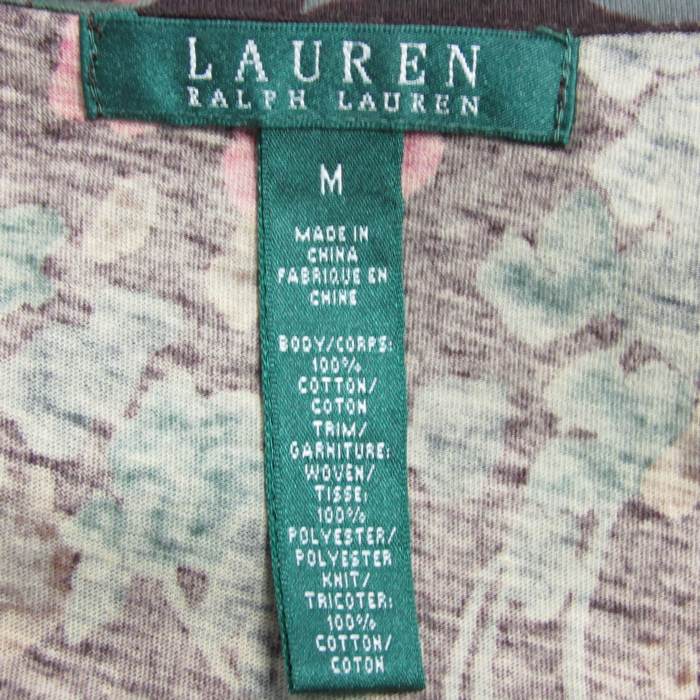 LAUREN
RALPH LAUREN
M
MADE IN
CHINA
FABRIQUE EN
CHINE
BODY/CORPS:
100%
COTTON/
COTON
TRIM/
GARNITURE:
WOVEN/
TISSE:
100%
POLYESTER/
POLYESTER
KNIT/
TRICOTER:
100%
COTTON/
COTON